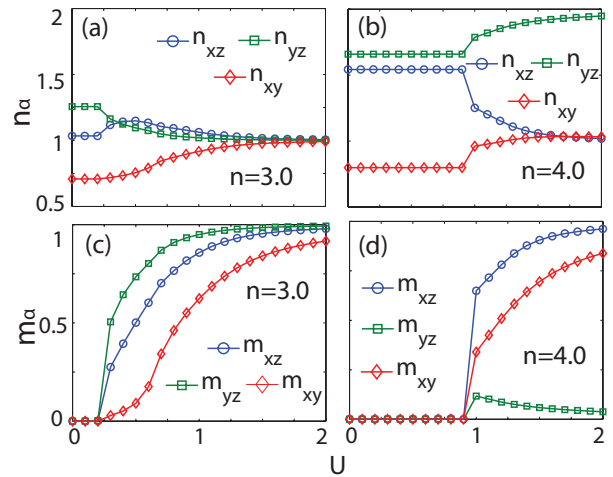 2
1.5
1
0.5
n_α
(a)
n_xz
n_yz
n_xy
n=3.0
(b)
n_xz
n_yz
n_xy
n=4.0
1
0.5
0
m_α
(c)
n=3.0
m_xz
m_yz
m_xy
0
1
2
(d)
m_xz
m_yz
m_xy
n=4.0
0
1
2
U